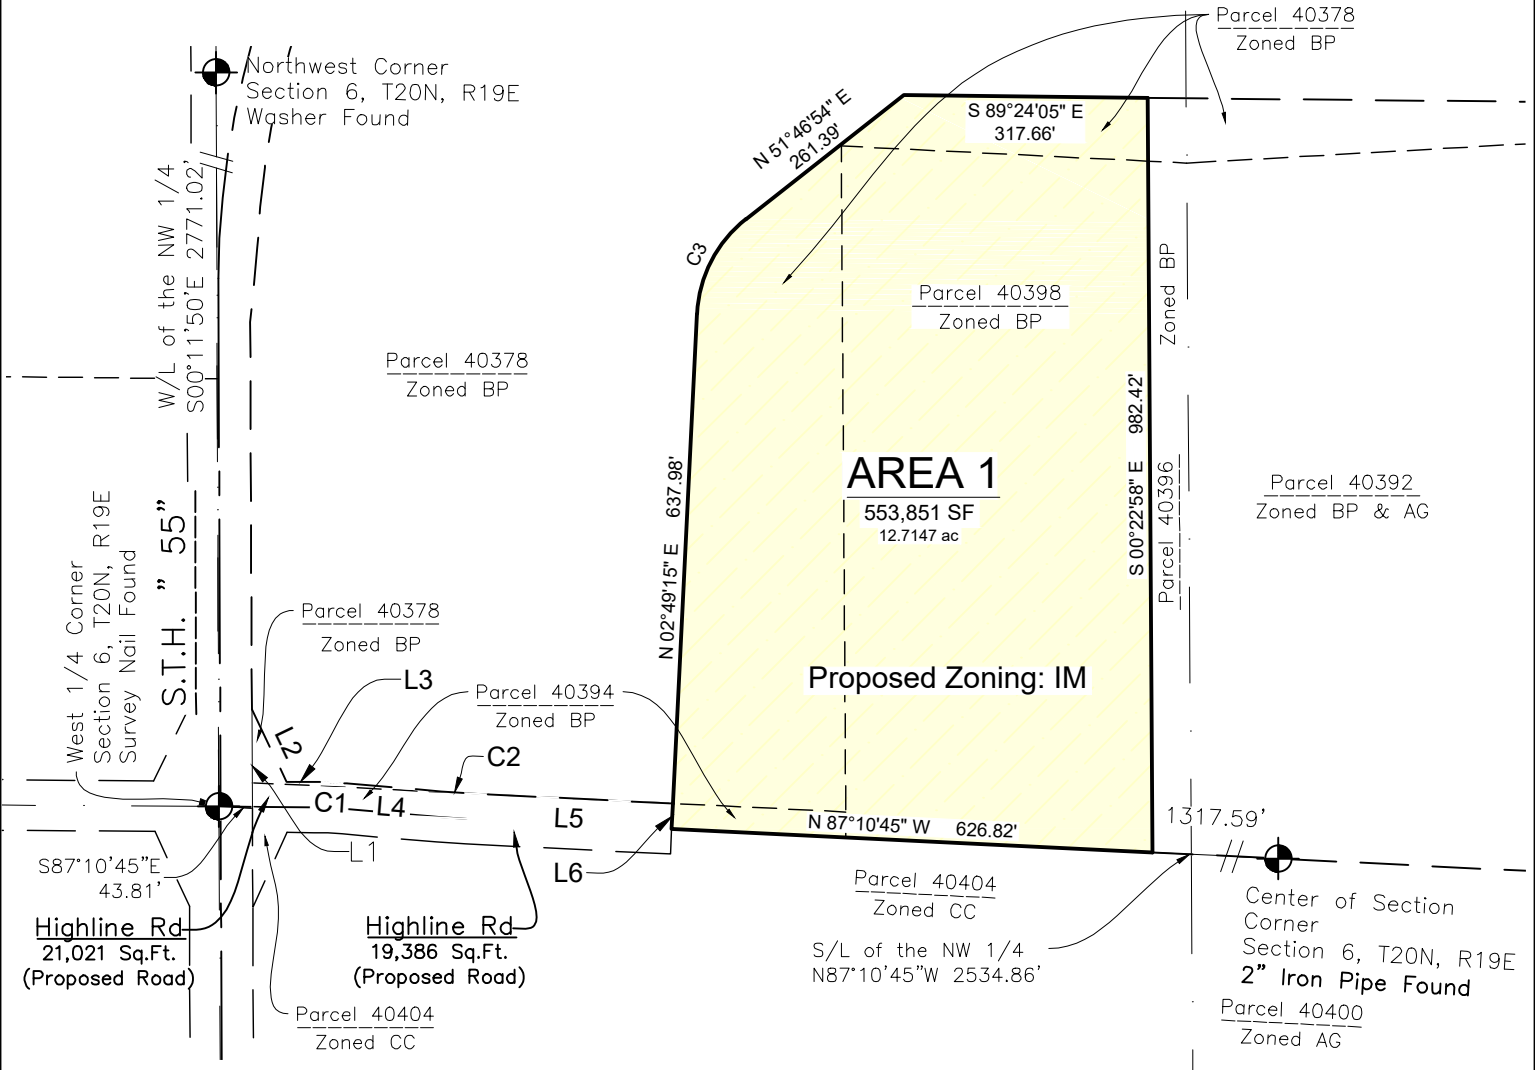 Parcel 40378
Zoned BP
Northwest Corner
Section 6, T20N, R19E
Washer Found
N 51°46'54" E
261.39'
S 89°24'05" E
317.66'
W/L of the NW 1/4
S00°11'50"E 2771.02'
C3
Parcel 40398
Zoned BP
Zoned BP
Parcel 40396
Parcel 40378
Zoned BP
S 00°22'58" E 982.42'
N 02°49'15" E 637.98'
AREA 1
553,851 SF
12.7147 ac
Parcel 40392
Zoned BP & AG
S.T.H. " 55"
West 1/4 Corner
Section 6, T20N, R19E
Survey Nail Found
Parcel 40378
Zoned BP
L3
Parcel 40394
Zoned BP
Proposed Zoning: IM
L2
C2
C1
L4
L5
N 87°10'45" W 626.82'
1317.59'
L1
L6
S87°10'45"E
43.81'
Highline Rd
21,021 Sq.Ft.
(Proposed Road)
Highline Rd
19,386 Sq.Ft.
(Proposed Road)
Parcel 40404
Zoned CC
S/L of the NW 1/4
N87°10'45"W 2534.86'
Center of Section
Corner
Section 6, T20N, R19E
2" Iron Pipe Found
Parcel 40404
Zoned CC
Parcel 40400
Zoned AG